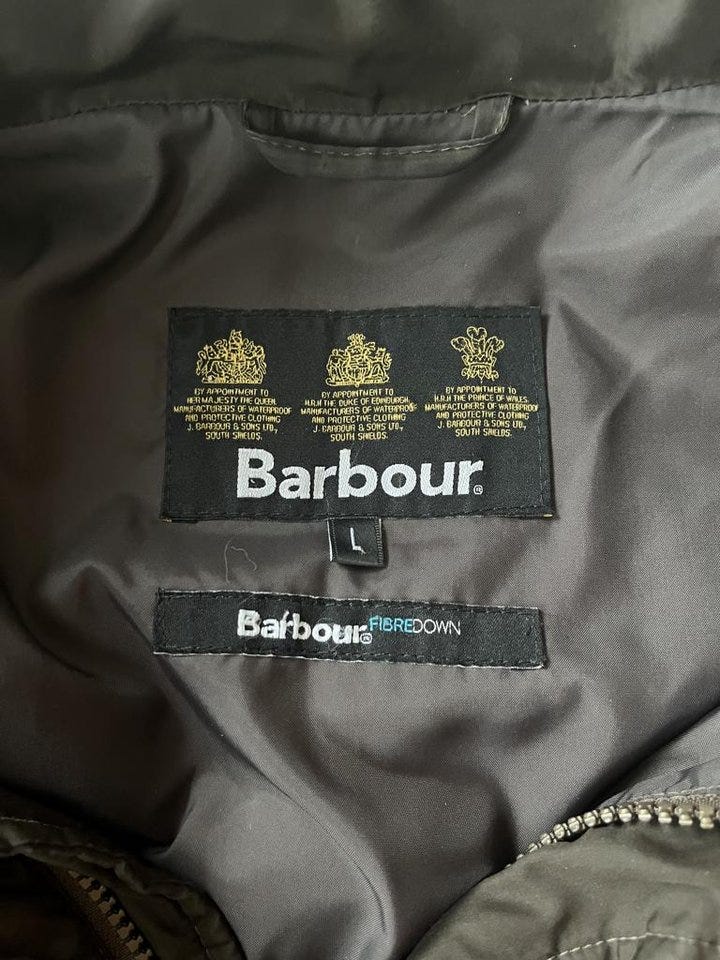 BY APPOINTMENT TO
HER MAJESTY THE QUEEN.
MANUFACTURERS OF WATERPROOF
AND PROTECTIVE CLOTHING
J. BARBOUR & SONS LTD.,
SOUTH SHIELDS.
BY APPOINTMENT TO
H.R.H THE DUKE OF EDINBURGH.
MANUFACTURERS OF WATERPROOF
AND PROTECTIVE CLOTHING
J. BARBOUR & SONS LTD.,
SOUTH SHIELDS.
BY APPOINTMENT TO
H.R.H THE PRINCE OF WALES.
MANUFACTURERS OF WATERPROOF
AND PROTECTIVE CLOTHING
J. BARBOUR & SONS LTD.,
SOUTH SHIELDS.
Barbour®
L
Barbour® FIBREDOWN